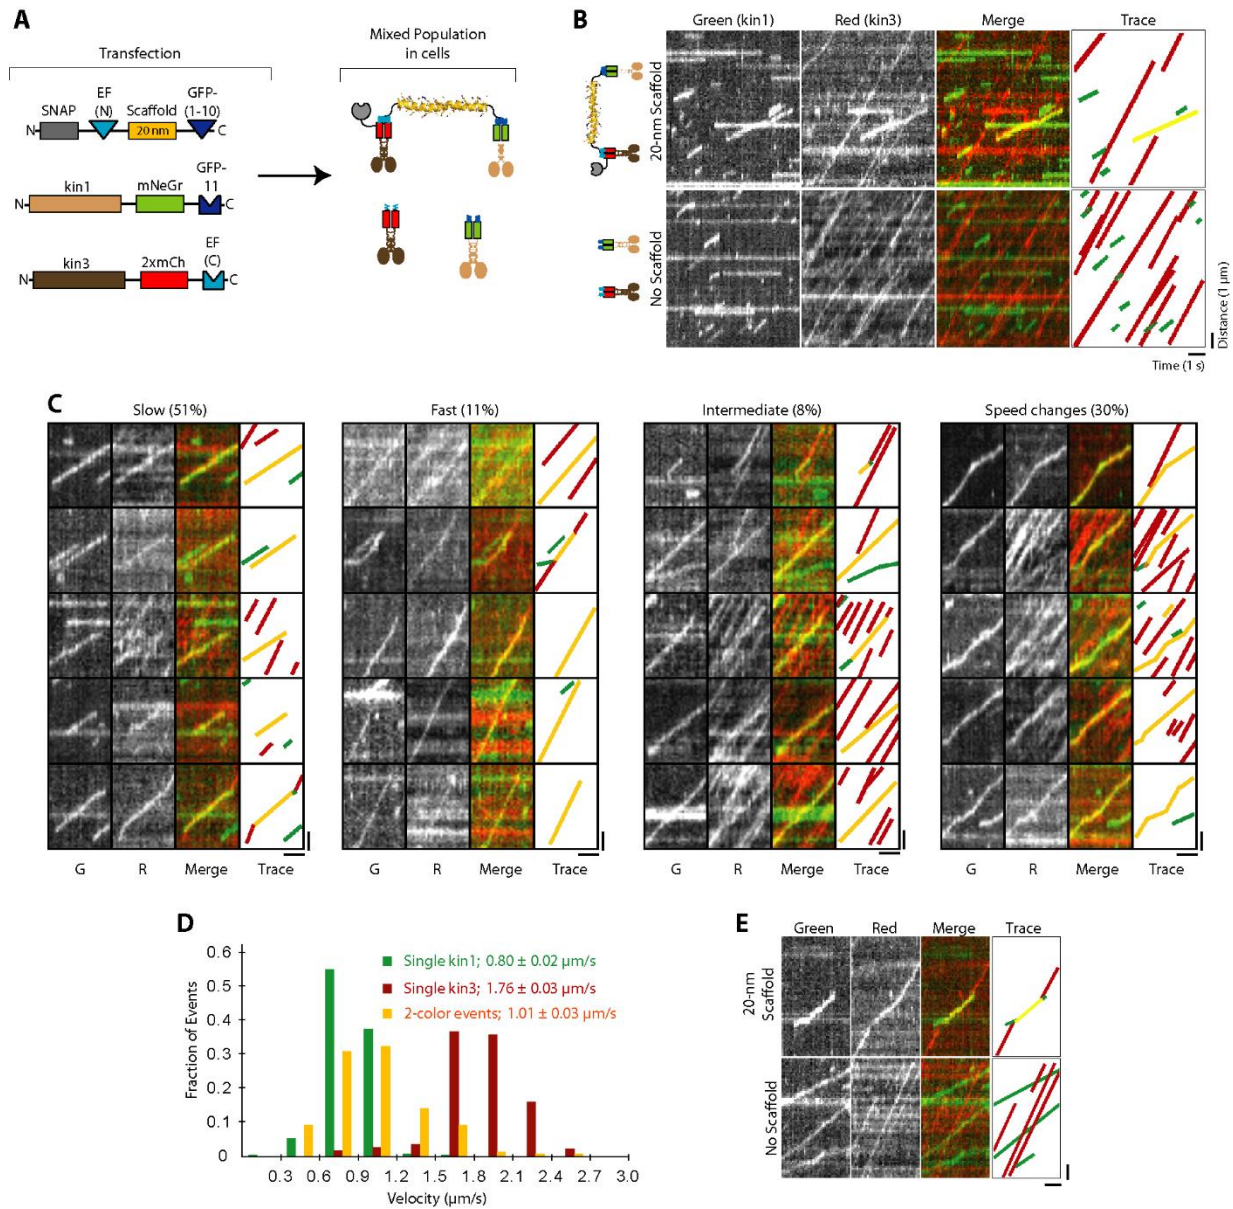 A
Transfection
SNAP
EF
(N)
Scaffold
GFP-
(1-10)
N
20 nm
C
kin1
mNeGr
GFP-
11
N
C
kin3
2xmCh
EF
(C)
N
C
Mixed Population
in cells
B
Green (kin1)
Red (kin3)
Merge
Trace
20-nm Scaffold
No Scaffold
Distance (1 µm)
Time (1 s)
C
Slow (51%)
Fast (11%)
Intermediate (8%)
Speed changes (30%)
G R Merge Trace
G R Merge Trace
G R Merge Trace
G R Merge Trace
D
0.6
0.5
0.4
0.3
0.2
0.1
0
Fraction of Events
Single kin1; 0.80 ± 0.02 µm/s
Single kin3; 1.76 ± 0.03 µm/s
2-color events; 1.01 ± 0.03 µm/s
0.3 0.6 0.9 1.2 1.5 1.8 2.1 2.4 2.7 3.0
Velocity (µm/s)
E
Green Red Merge Trace
20-nm
Scaffold
No Scaffold